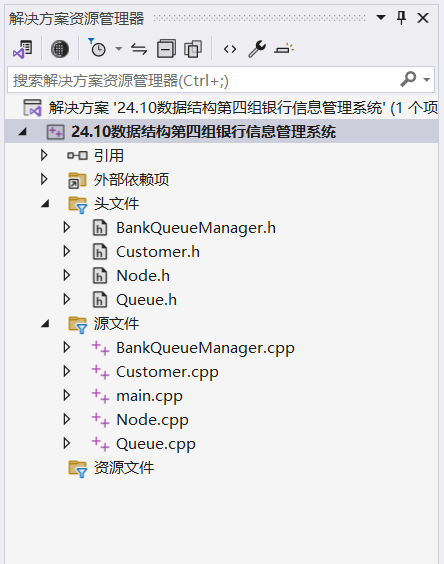 解决方案资源管理器
搜索解决方案资源管理器(Ctrl+;)
解决方案 '24.10数据结构第四组银行信息管理系统' (1 个项
24.10数据结构第四组银行信息管理系统
引用
外部依赖项
头文件
BankQueueManager.h
Customer.h
Node.h
Queue.h
源文件
BankQueueManager.cpp
Customer.cpp
main.cpp
Node.cpp
Queue.cpp
资源文件